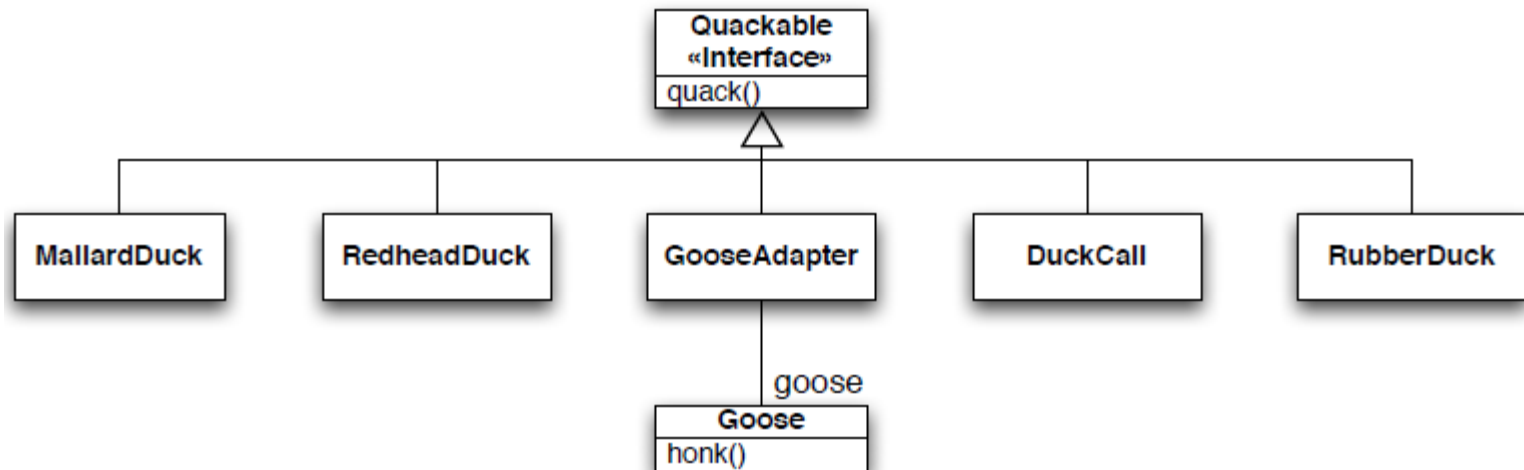 Quackable
«Interface»
quack()
MallardDuck
RedheadDuck
GooseAdapter
DuckCall
RubberDuck
goose
Goose
honk()